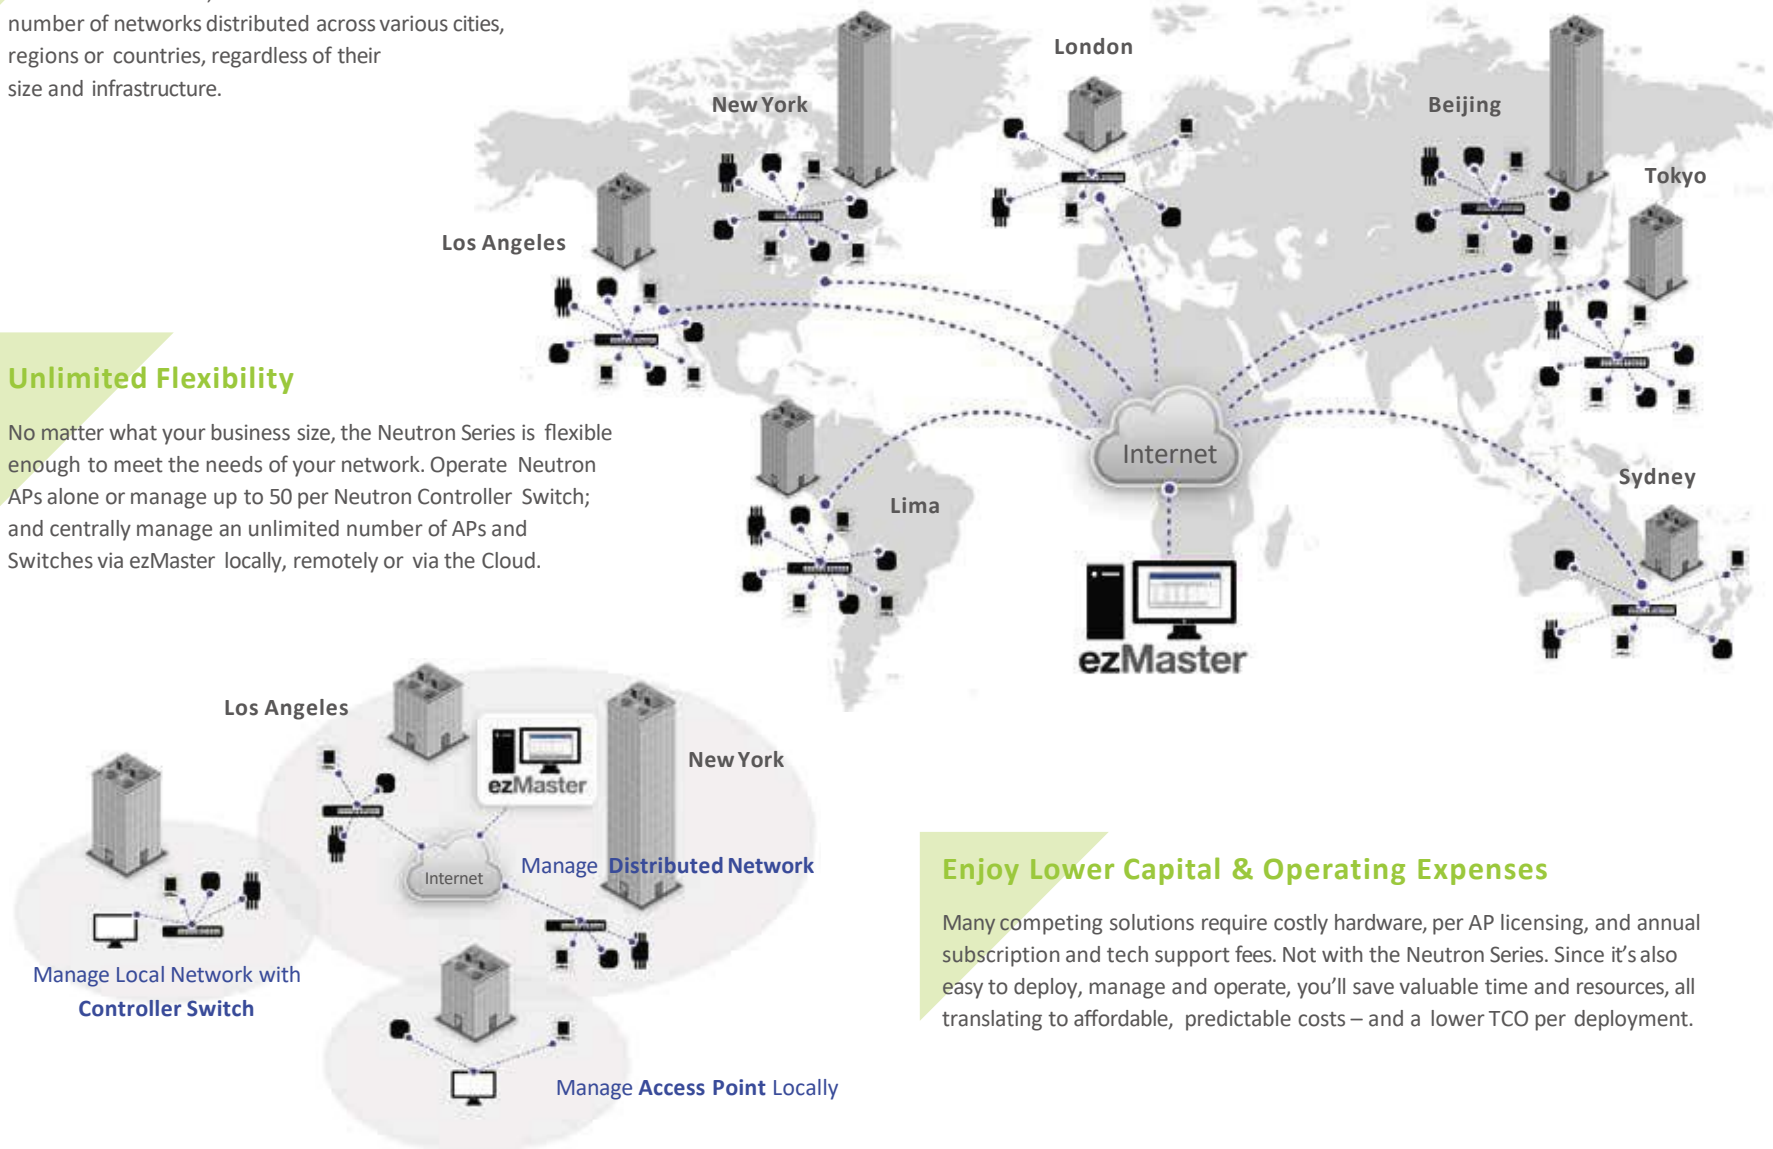 number of networks distributed across various cities,
regions or countries, regardless of their
size and infrastructure.
London
New York
Beijing
Tokyo
Los Angeles
Unlimited Flexibility
No matter what your business size, the Neutron Series is flexible
enough to meet the needs of your network. Operate Neutron
APs alone or manage up to 50 per Neutron Controller Switch;
and centrally manage an unlimited number of APs and
Switches via ezMaster locally, remotely or via the Cloud.
Internet
Lima
Sydney
ezMaster
Los Angeles
ezMaster
New York
Internet
Manage Distributed Network
Manage Local Network with
Controller Switch
Manage Access Point Locally
Enjoy Lower Capital & Operating Expenses
Many competing solutions require costly hardware, per AP licensing, and annual
subscription and tech support fees. Not with the Neutron Series. Since it’s also
easy to deploy, manage and operate, you’ll save valuable time and resources, all
translating to affordable, predictable costs – and a lower TCO per deployment.